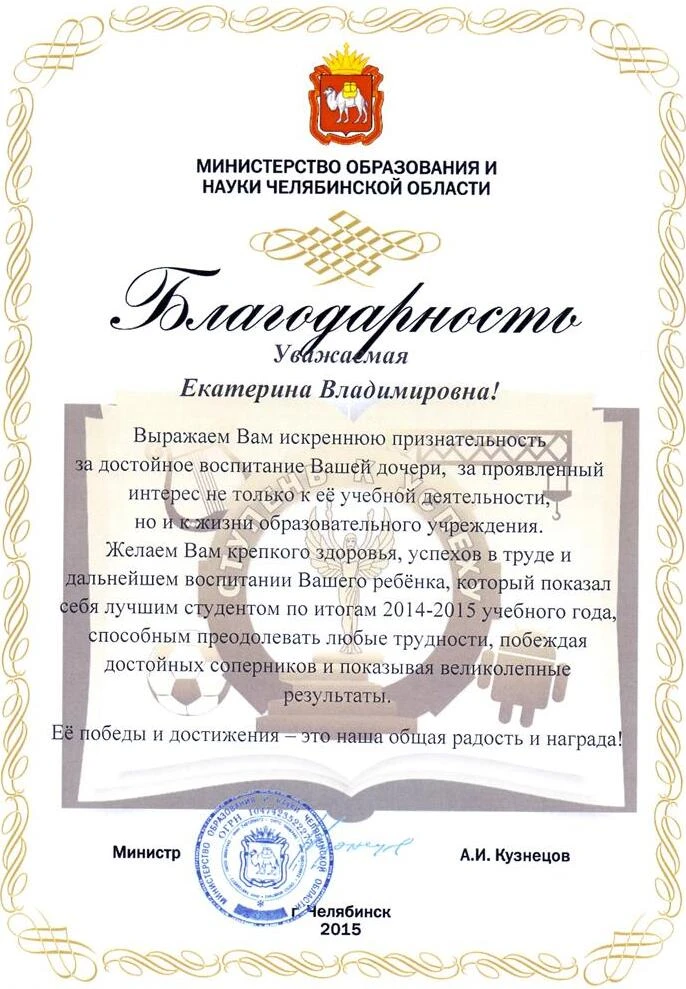 МИНИСТЕРСТВО ОБРАЗОВАНИЯ И
НАУКИ ЧЕЛЯБИНСКОЙ ОБЛАСТИ
Благодарность
Уважаемая
Екатерина Владимировна!
Выражаем Вам искреннюю признательность
за достойное воспитание Вашей дочери, за проявленный
интерес не только к её учебной деятельности,
но и к жизни образовательного учреждения.
Желаем Вам крепкого здоровья, успехов в труде и
дальнейшем воспитании Вашего ребёнка, который показал
себя лучшим студентом по итогам 2014-2015 учебного года,
способным преодолевать любые трудности, побеждая
достойных соперников и показывая великолепные
результаты.
Её победы и достижения – это наша общая радость и награда!
СТУПЕНЬ К УСПЕХУ
Министр
А.И. Кузнецов
МИНИСТЕРСТВО ОБРАЗОВАНИЯ И НАУКИ ЧЕЛЯБИНСКОЙ ОБЛАСТИ
ОГРН
г. Челябинск
2015